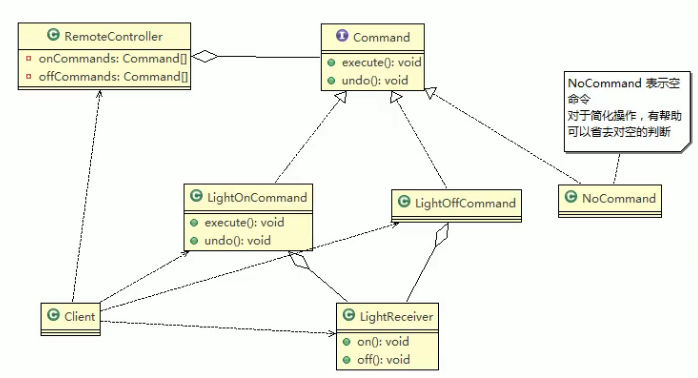 RemoteController
onCommands: Command[]
offCommands: Command[]
Command
execute(): void
undo(): void
NoCommand 表示空
命令
对于简化操作，有帮助
可以省去对空的判断
LightOnCommand
execute(): void
undo(): void
LightOffCommand
NoCommand
Client
LightReceiver
on(): void
off(): void